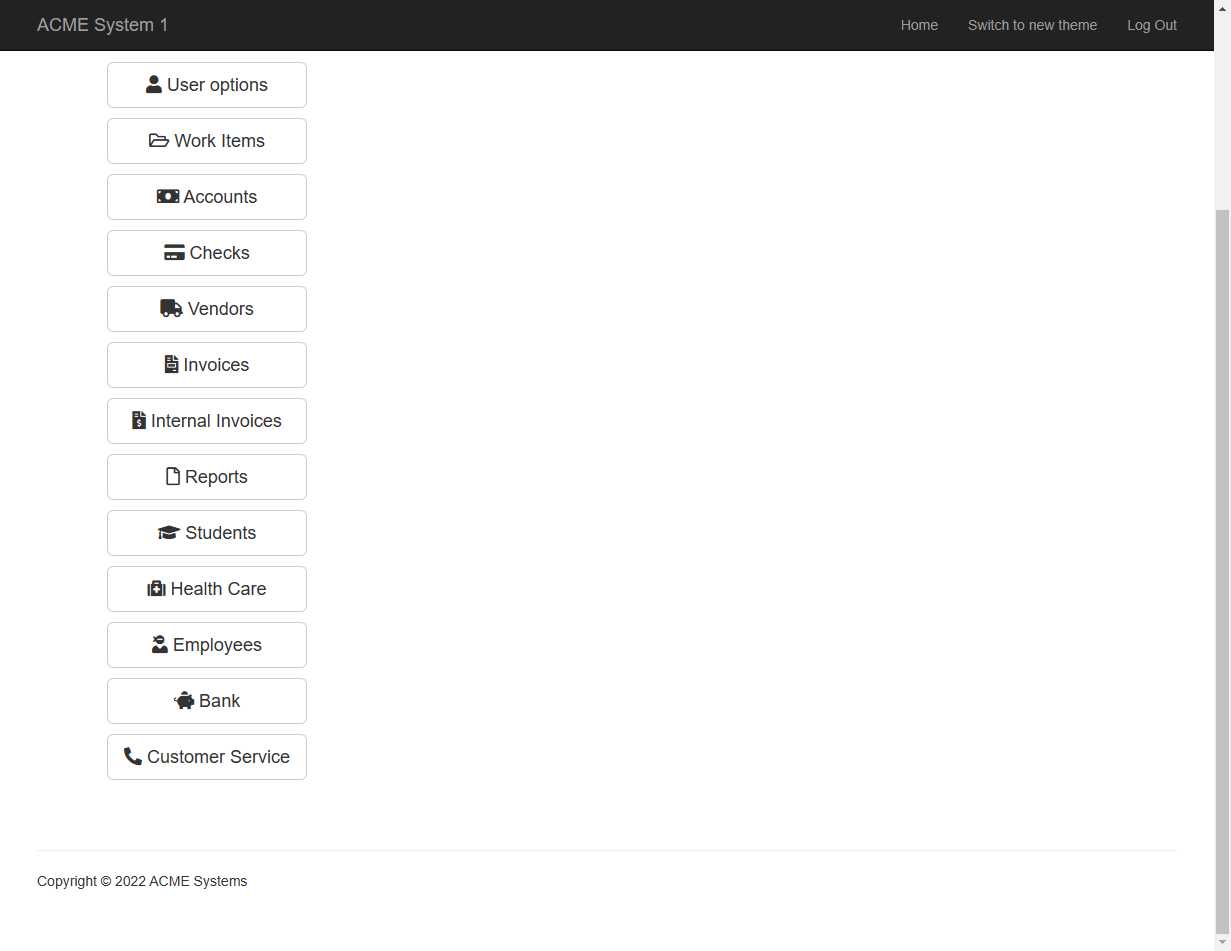 ACME System 1
Home Switch to new theme Log Out
User options
Work Items
Accounts
Checks
Vendors
Invoices
Internal Invoices
Reports
Students
Health Care
Employees
Bank
Customer Service
Copyright © 2022 ACME Systems